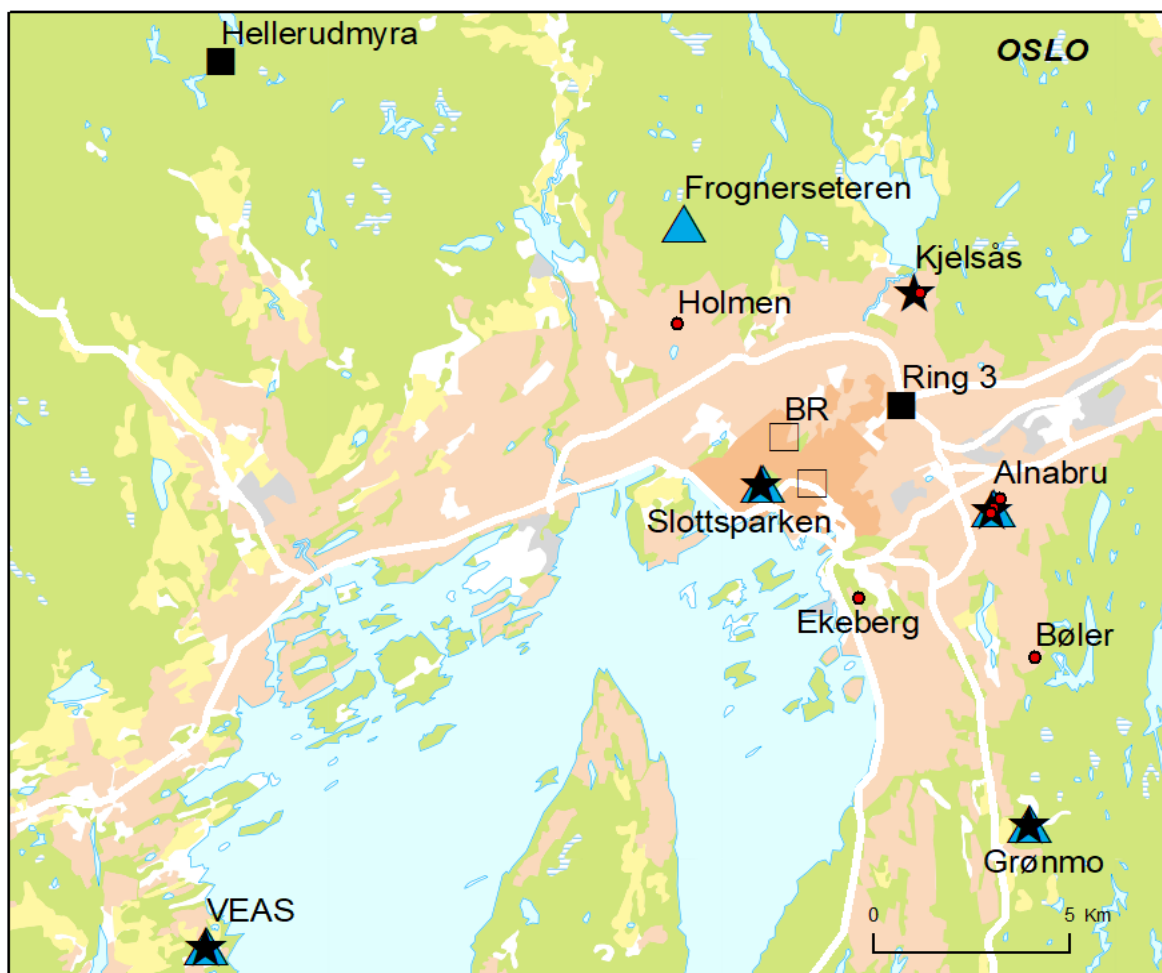 Hellerudmyra
OSLO
Frognerseteren
Kjelsås
Holmen
Ring 3
BR
Alnabru
Slottsparken
Ekeberg
Bøler
Grønmo
VEAS
0 5 Km